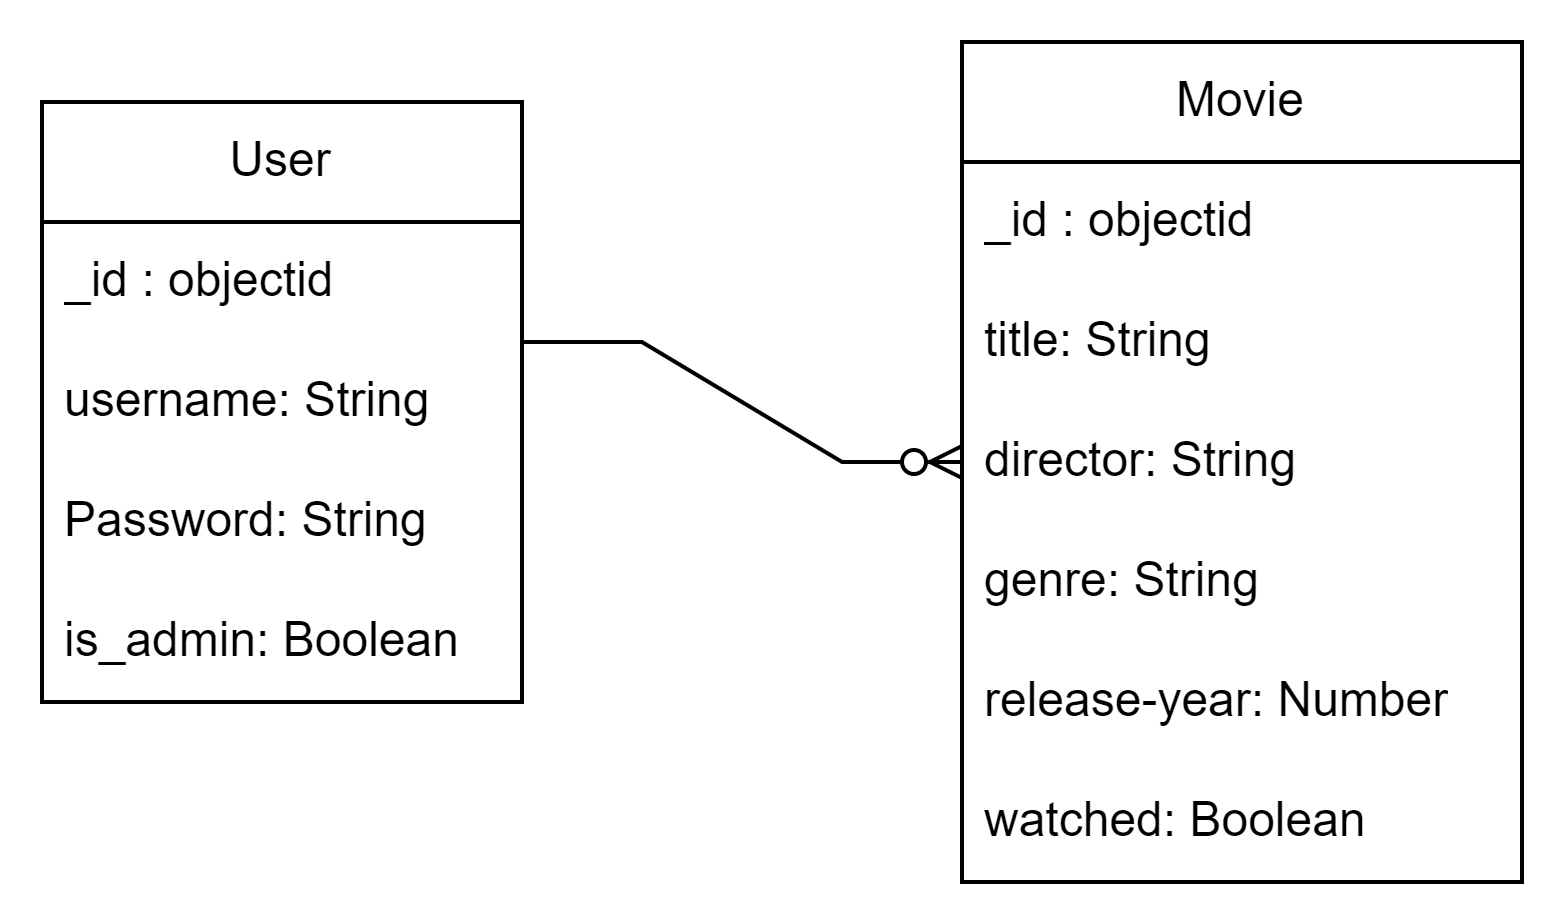 User
_id : objectid
username: String
Password: String
is_admin: Boolean
Movie
_id : objectid
title: String
director: String
genre: String
release-year: Number
watched: Boolean